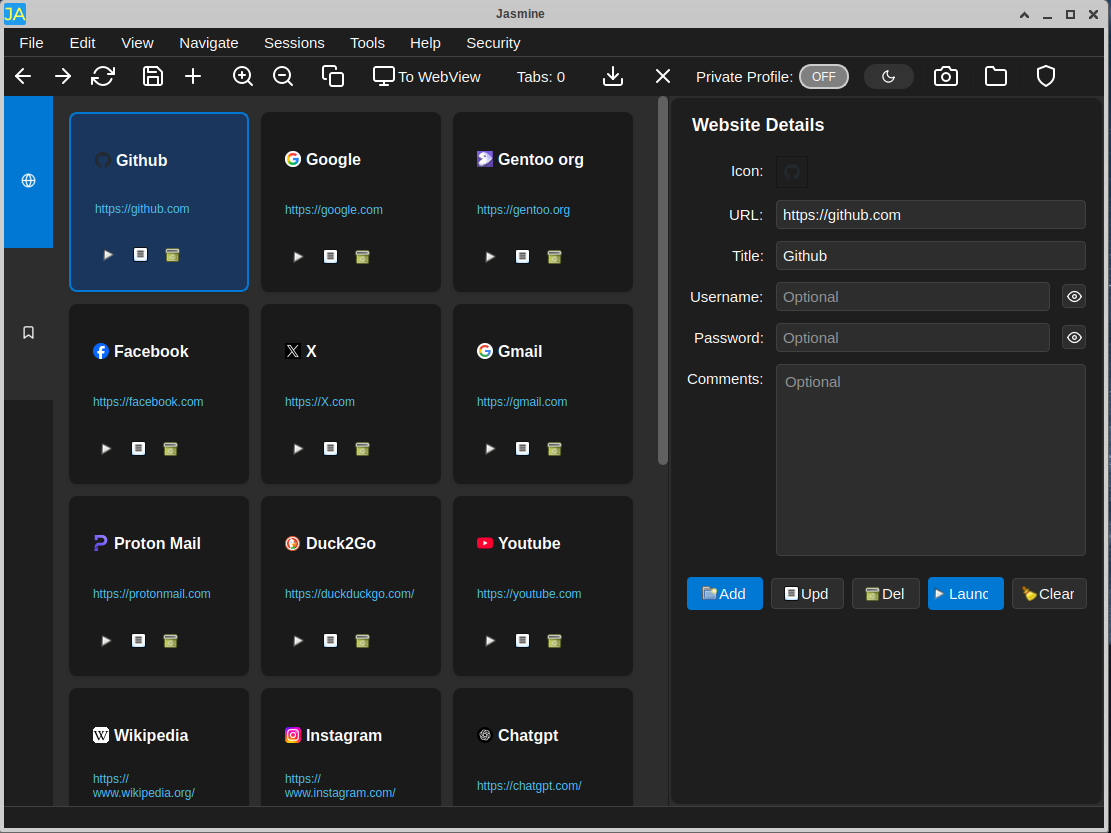 JA
Jasmine
File Edit View Navigate Sessions Tools Help Security
To WebView Tabs: 0 Private Profile: OFF
Github
https://github.com
Google
https://google.com
Gentoo org
https://gentoo.org
Facebook
https://facebook.com
X
https://X.com
Gmail
https://gmail.com
Proton Mail
https://protonmail.com
Duck2Go
https://duckduckgo.com/
Youtube
https://youtube.com
Wikipedia
https://
www.wikipedia.org/
Instagram
https://
www.instagram.com/
Chatgpt
https://chatgpt.com/
Website Details
Icon:
URL: https://github.com
Title: Github
Username: Optional
Password: Optional
Comments: Optional
Add Upd Del Launc Clear